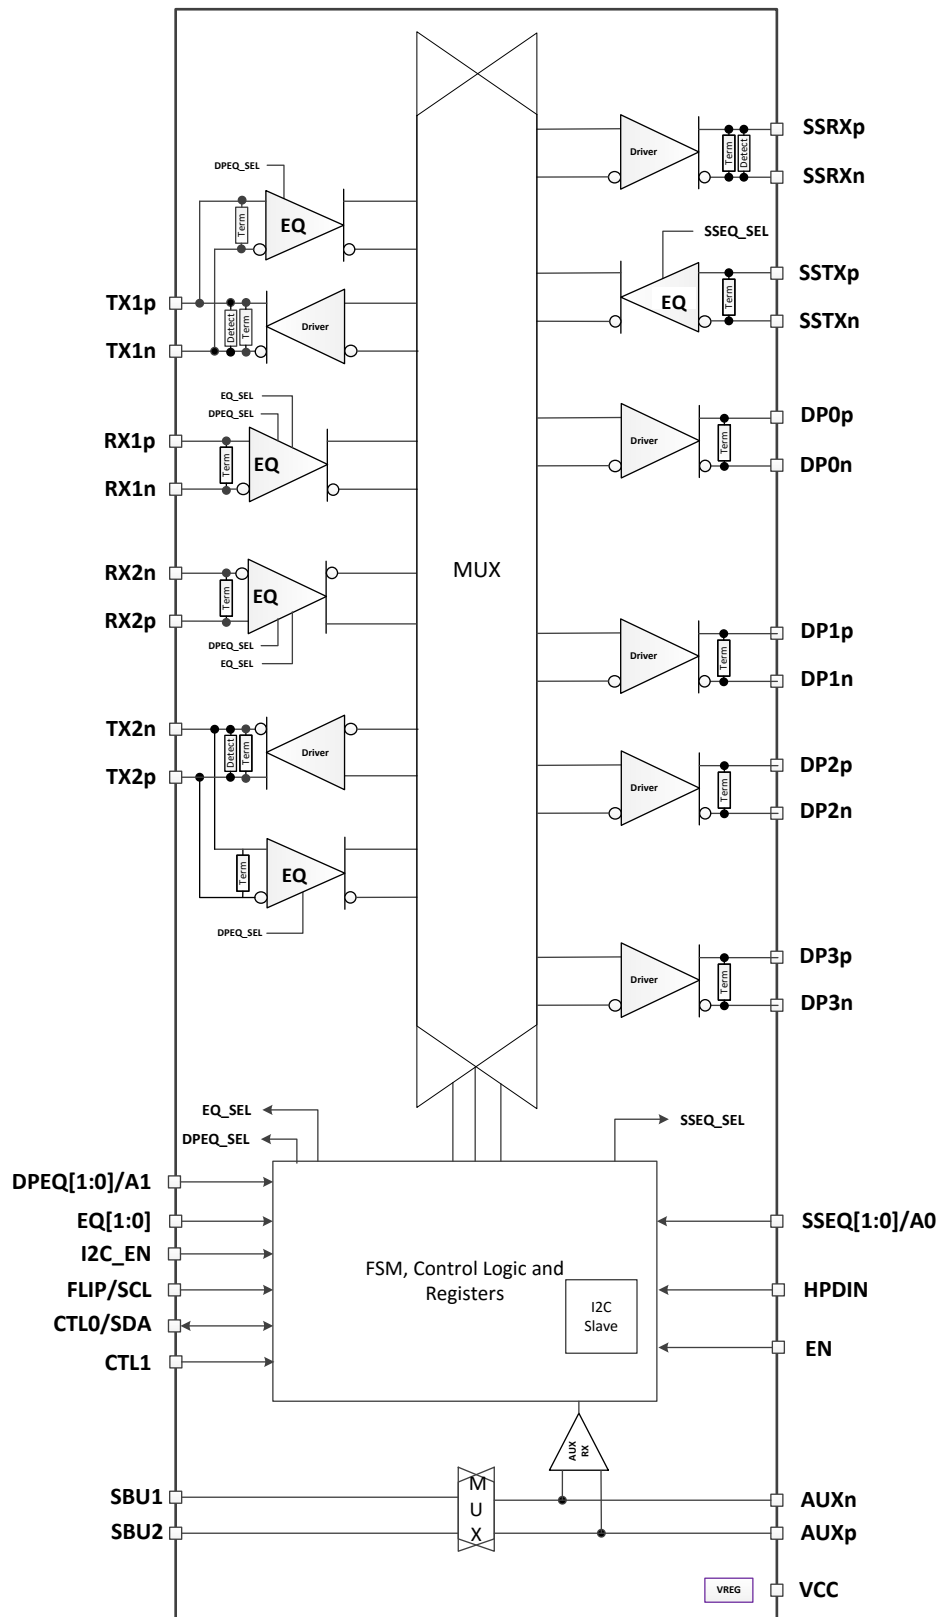 SSRXp
Driver
Term
Detect
SSRXn
DPEQ_SEL
Term
EQ
SSEQ_SEL
SSTXp
EQ
Term
SSTXn
TX1p
Detect
Term
Driver
TX1n
EQ_SEL
DPEQ_SEL
DP0p
Driver
Term
DP0n
RX1p
Term
EQ
RX1n
MUX
RX2n
Term
EQ
RX2p
DPEQ_SEL
EQ_SEL
DP1p
Driver
Term
DP1n
TX2n
Detect
Term
Driver
TX2p
DP2p
Driver
Term
DP2n
Term
EQ
DPEQ_SEL
DP3p
Driver
Term
DP3n
EQ_SEL
DPEQ_SEL
SSEQ_SEL
DPEQ[1:0]/A1
EQ[1:0]
I2C_EN
FLIP/SCL
CTL0/SDA
CTL1
FSM, Control Logic and
Registers
I2C
Slave
SSEQ[1:0]/A0
HPDIN
EN
AUX
RX
SBU1
SBU2
M
U
X
AUXn
AUXp
VREG
VCC